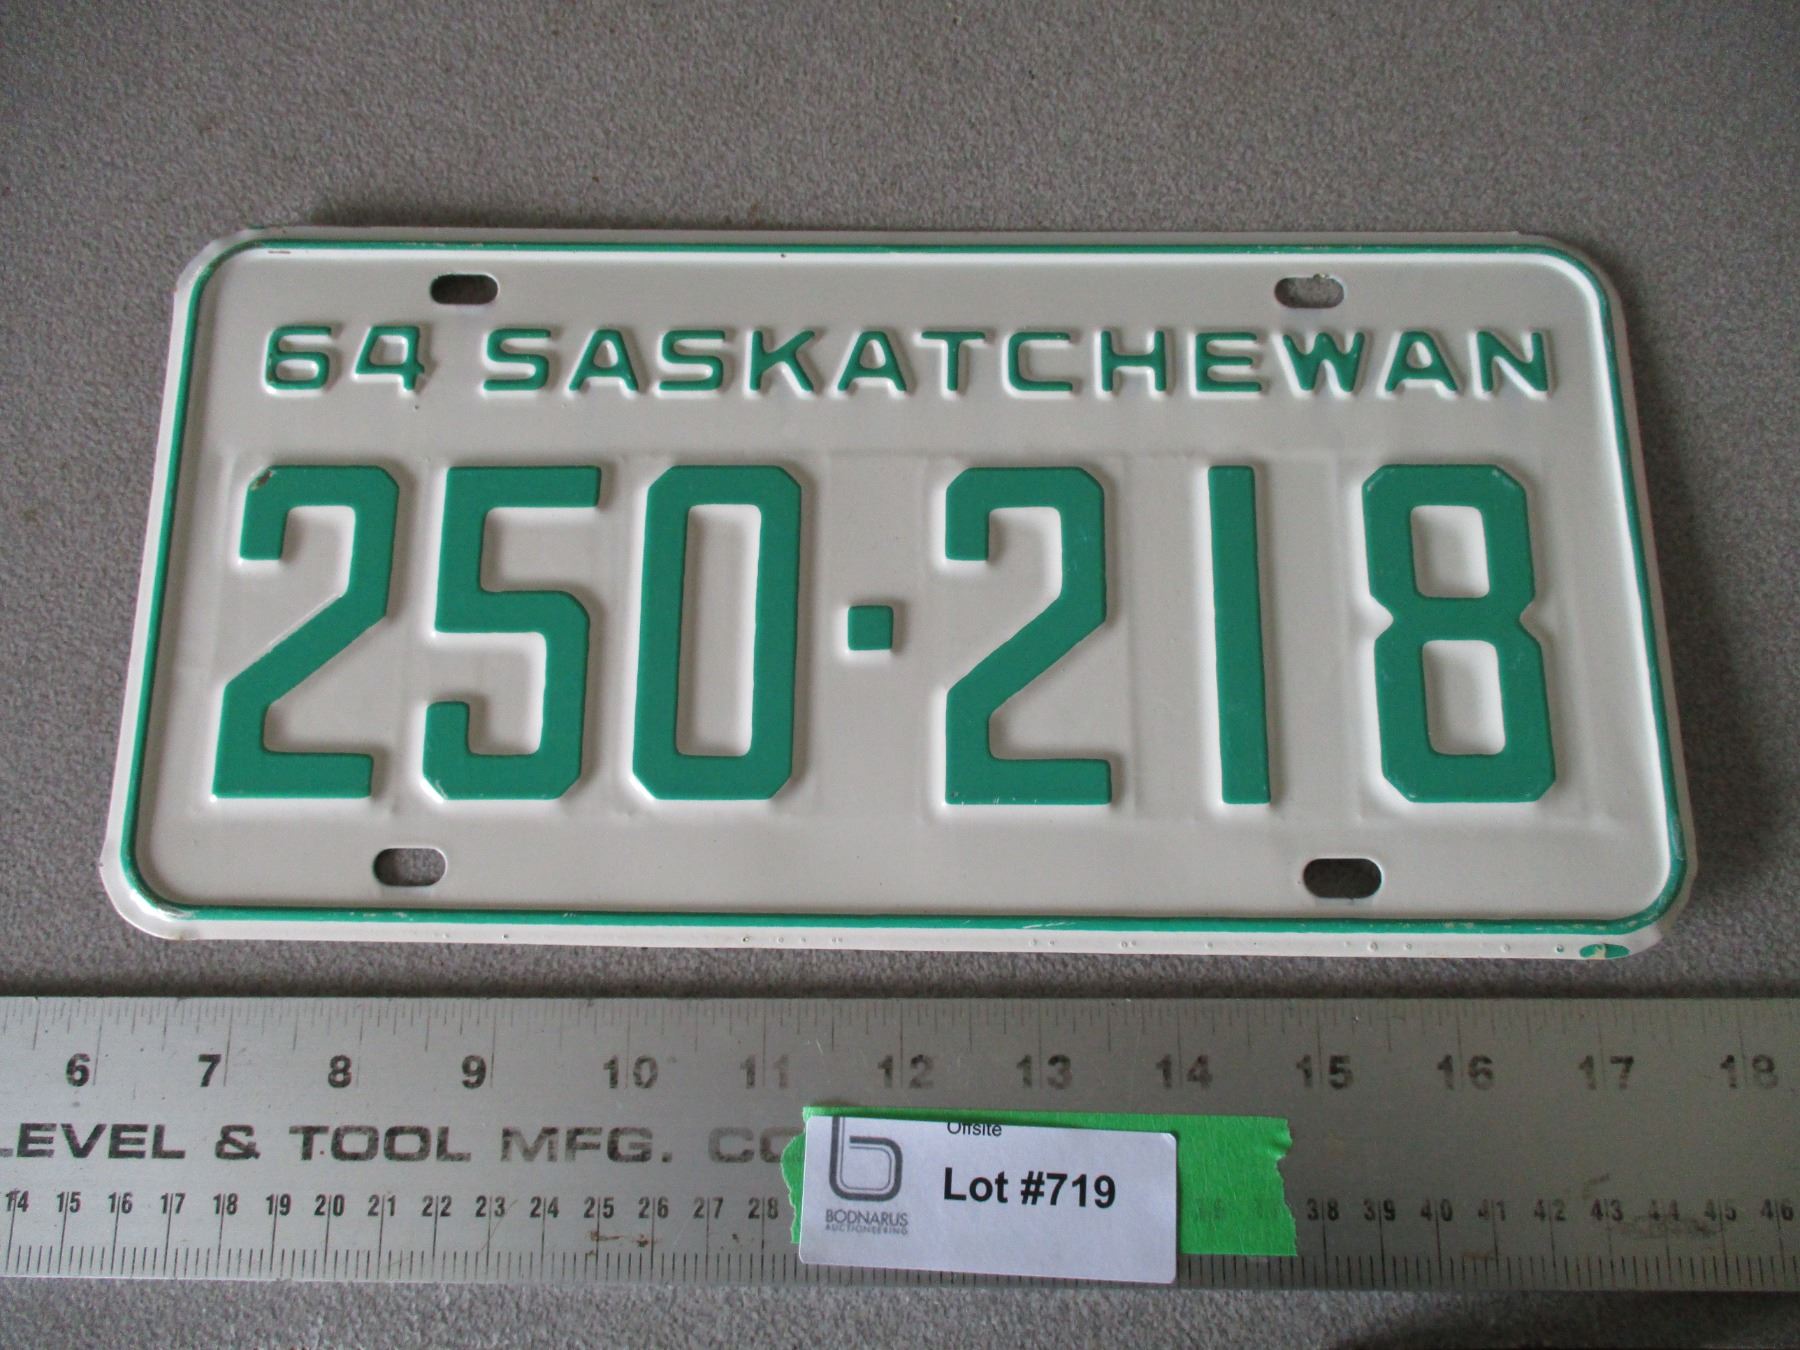 64 SASKATCHEWAN
250·218
6 7 8 9 10 11 12 13 14 15 16 17 18
LEVEL & TOOL MFG. CO
14 15 16 17 18 19 20 21 22 23 24 25 26 27 28 38 39 40 41 42 43 44 45 46
Offsite
Lot #719
BODNARUS
AUCTIONEERING